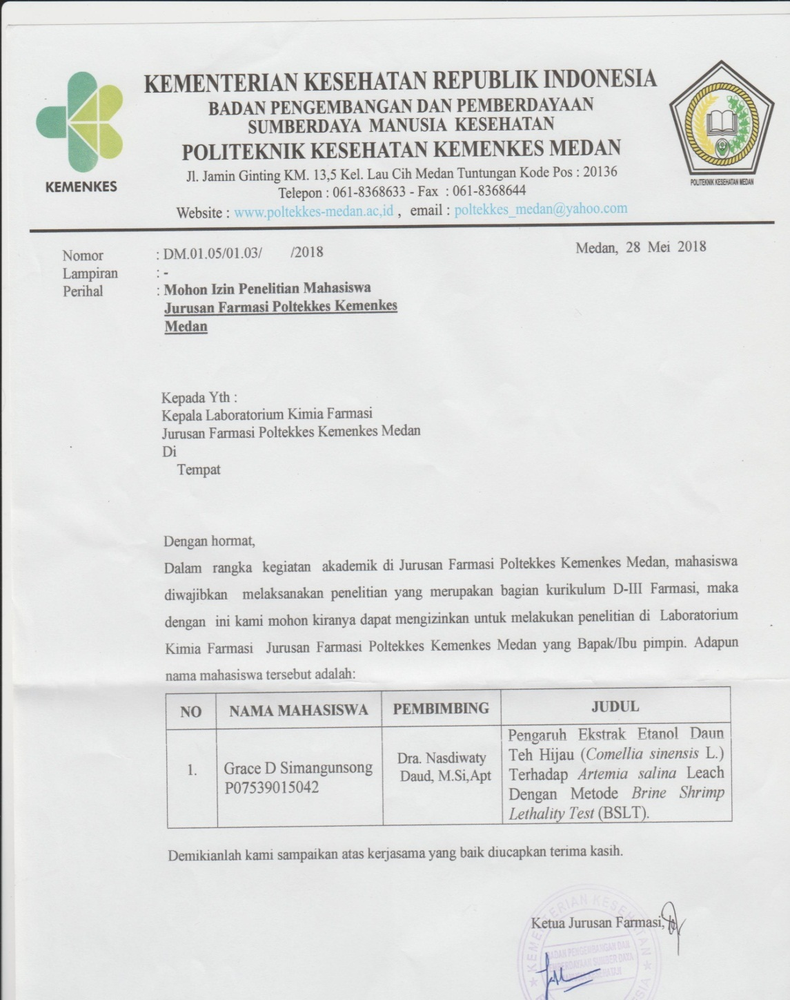 KEMENTERIAN KESEHATAN REPUBLIK INDONESIA
BADAN PENGEMBANGAN DAN PEMBERDAYAAN
SUMBERDAYA MANUSIA KESEHATAN
POLITEKNIK KESEHATAN KEMENKES MEDAN
Jl. Jamin Ginting KM. 13,5 Kel. Lau Cih Medan Tuntungan Kode Pos : 20136
Telepon : 061-8368633 - Fax : 061-8368644
Website : www.poltekkes-medan.ac,id , email : poltekkes_medan@yahoo.com
KEMENKES
POLITEKNIK KESEHATAN MEDAN
Nomor : DM.01.05/01.03/ /2018
Medan, 28 Mei 2018
Lampiran : -
Perihal : Mohon Izin Penelitian Mahasiswa
Jurusan Farmasi Poltekkes Kemenkes
Medan
Kepada Yth :
Kepala Laboratorium Kimia Farmasi
Jurusan Farmasi Poltekkes Kemenkes Medan
Di
Tempat
Dengan hormat,
Dalam rangka kegiatan akademik di Jurusan Farmasi Poltekkes Kemenkes Medan, mahasiswa
diwajibkan melaksanakan penelitian yang merupakan bagian kurikulum D-III Farmasi, maka
dengan ini kami mohon kiranya dapat mengizinkan untuk melakukan penelitian di Laboratorium
Kimia Farmasi Jurusan Farmasi Poltekkes Kemenkes Medan yang Bapak/Ibu pimpin. Adapun
nama mahasiswa tersebut adalah:
NO NAMA MAHASISWA PEMBIMBING JUDUL
1.
Grace D Simangunsong
P07539015042
Dra. Nasdiwaty
Daud, M.Si,Apt
Pengaruh Ekstrak Etanol Daun
Teh Hijau (Comellia sinensis L.)
Terhadap Artemia salina Leach
Dengan Metode Brine Shrimp
Lethality Test (BSLT).
Demikianlah kami sampaikan atas kerjasama yang baik diucapkan terima kasih.
Ketua Jurusan Farmasi,
KEMENTERIAN KESEHATAN
BADAN PENGEMBANGAN DAN
PEMBERDAYAAN SUMBER DAYA